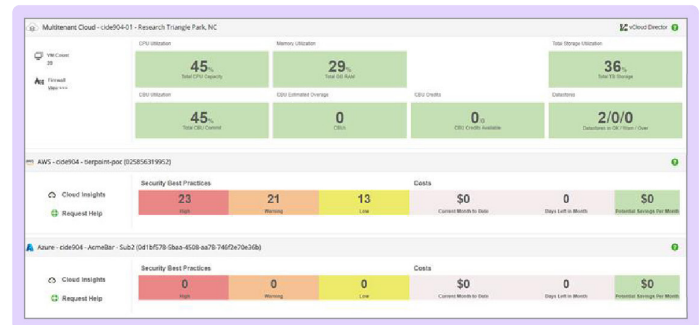 Multitenant Cloud - cide904-01 - Research Triangle Park, NC
vCloud Director
VM Count
20
Firewall
View >>>
CPU Utilization
45%
Total CPU Capacity
Memory Utilization
29%
Total GB RAM
Total Storage Utilization
36%
Total TB Storage
CBU Utilization
45%
Total CBU Commit
CBU Estimated Overage
0
CBUs
CBU Credits
0
CBU Credits Available
Datastores
2/0/0
Datastores in OK / Warn / Over
AWS - cide904 - tierpoint-poc (025856319952)
Cloud Insights
Request Help
Security Best Practices
23
High
21
Warning
13
Low
Costs
$0
Current Month to Date
0
Days Left in Month
$0
Potential Savings Per Month
Azure - cide904 - AcmeBar - Sub2 (0d1bf578-5baa-4508-aa78-746f2e70e36b)
Cloud Insights
Request Help
Security Best Practices
0
High
0
Warning
0
Low
Costs
$0
Current Month to Date
0
Days Left in Month
$0
Potential Savings Per Month